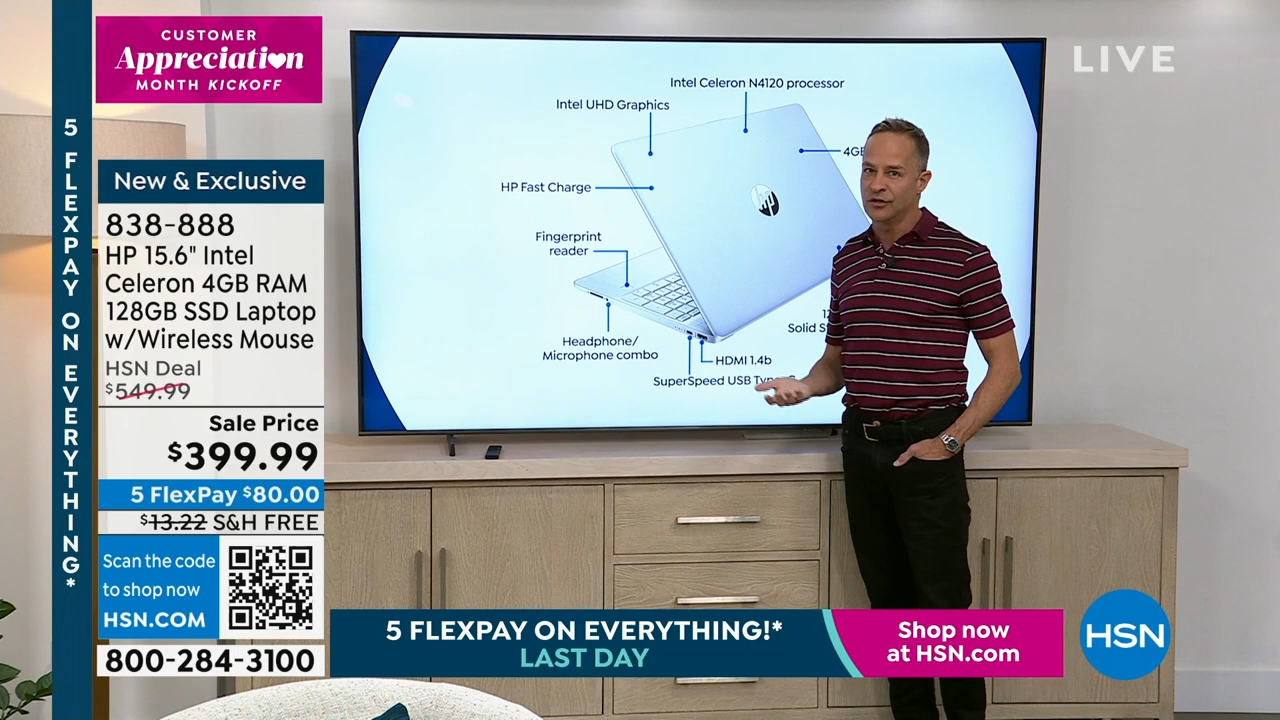 CUSTOMER
Appreciation
MONTH KICKOFF
5 FLEXPAY ON EVERYTHING*
New & Exclusive
838-888
HP 15.6" Intel
Celeron 4GB RAM
128GB SSD Laptop
w/Wireless Mouse
HSN Deal
$549.99
Sale Price
$399.99
5 FlexPay $80.00
$13.22 S&H FREE
Scan the code
to shop now
HSN.COM
800-284-3100
LIVE
Intel Celeron N4120 processor
Intel UHD Graphics
4GB
HP Fast Charge
hp
Fingerprint
reader
Solid
Headphone/
Microphone combo
HDMI 1.4b
SuperSpeed USB
5 FLEXPAY ON EVERYTHING!*
LAST DAY
Shop now
at HSN.com
HSN